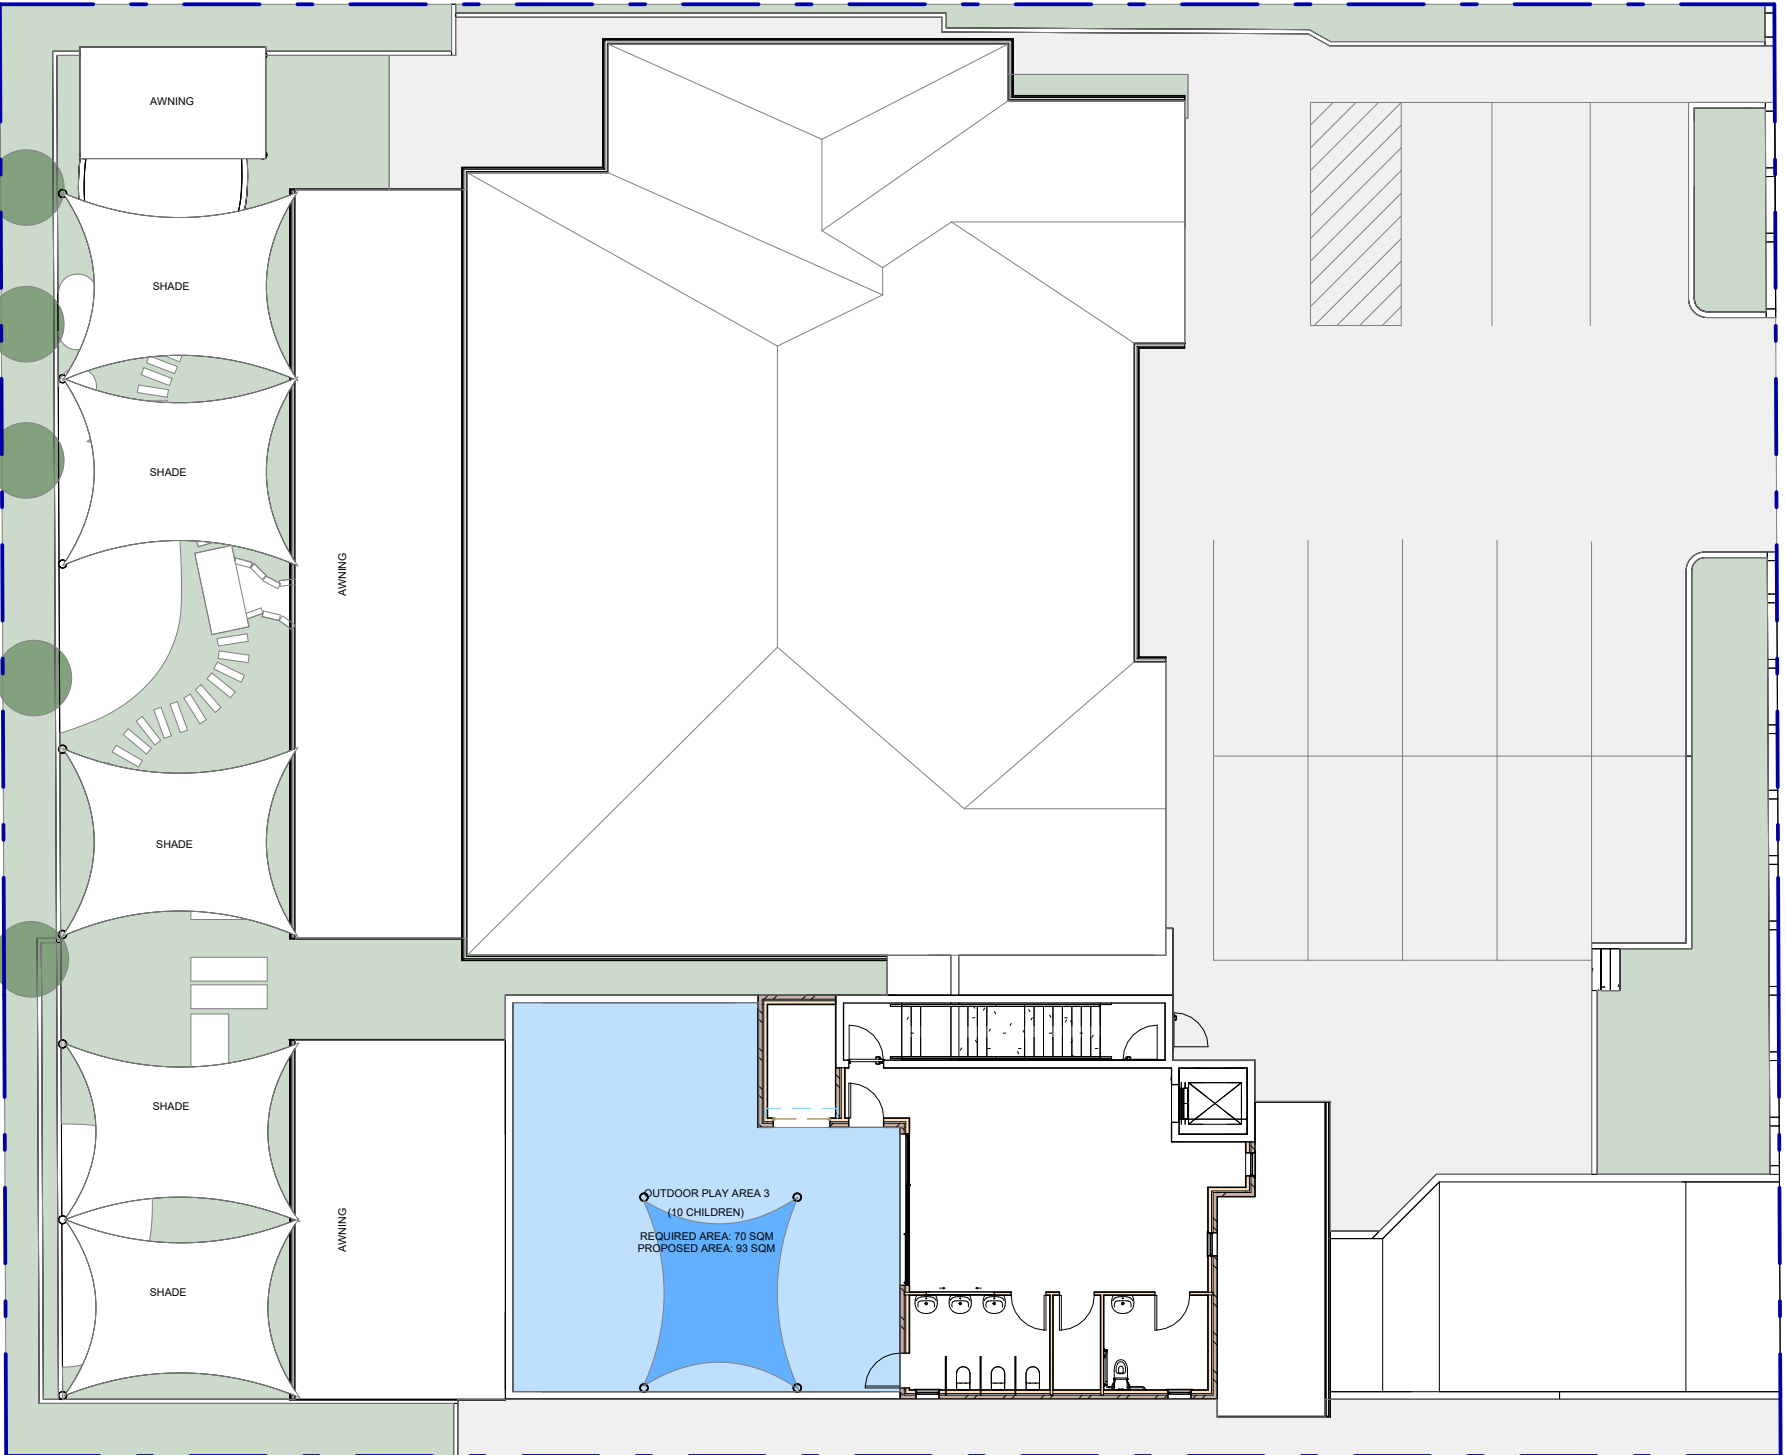 AWNING
SHADE
SHADE
AWNING
SHADE
SHADE
AWNING
SHADE
OUTDOOR PLAY AREA 3
(10 CHILDREN)
REQUIRED AREA: 70 SQM
PROPOSED AREA: 93 SQM